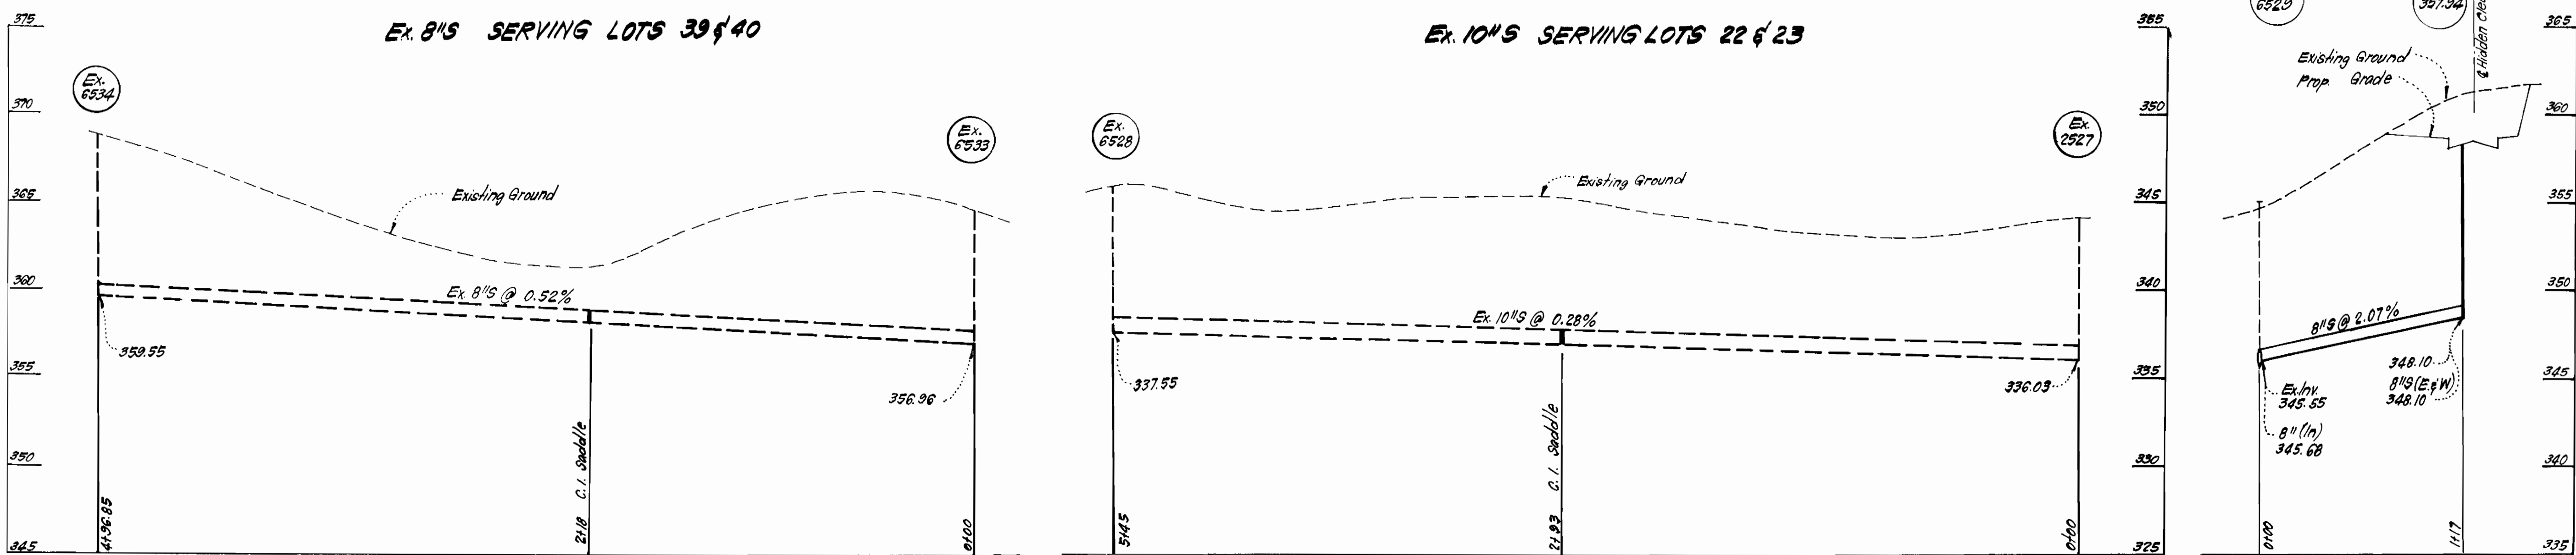 Ex. 8"S SERVING LOTS 39 & 40
375
370
365
360
355
350
345
Ex.
6534
Ex.
6533
Existing Ground
Ex. 8"S @ 0.52%
359.55
356.96
4+96.85
2+18 C.I. Saddle
0+00
Ex. 10"S SERVING LOTS 22 & 23
Ex.
6528
Ex.
2527
Existing Ground
Ex. 10"S @ 0.28%
337.55
336.03
5+45
2+93 C.I. Saddle
0+00
355
350
345
340
335
330
325
6529
357.94
Existing Ground
Prop. Grade
8"S @ 2.07%
Ex. Inv.
345.55
8" (In)
345.68
348.10
8"S (E.&W)
348.10
0+00
1+17
365
360
355
350
345
340
335